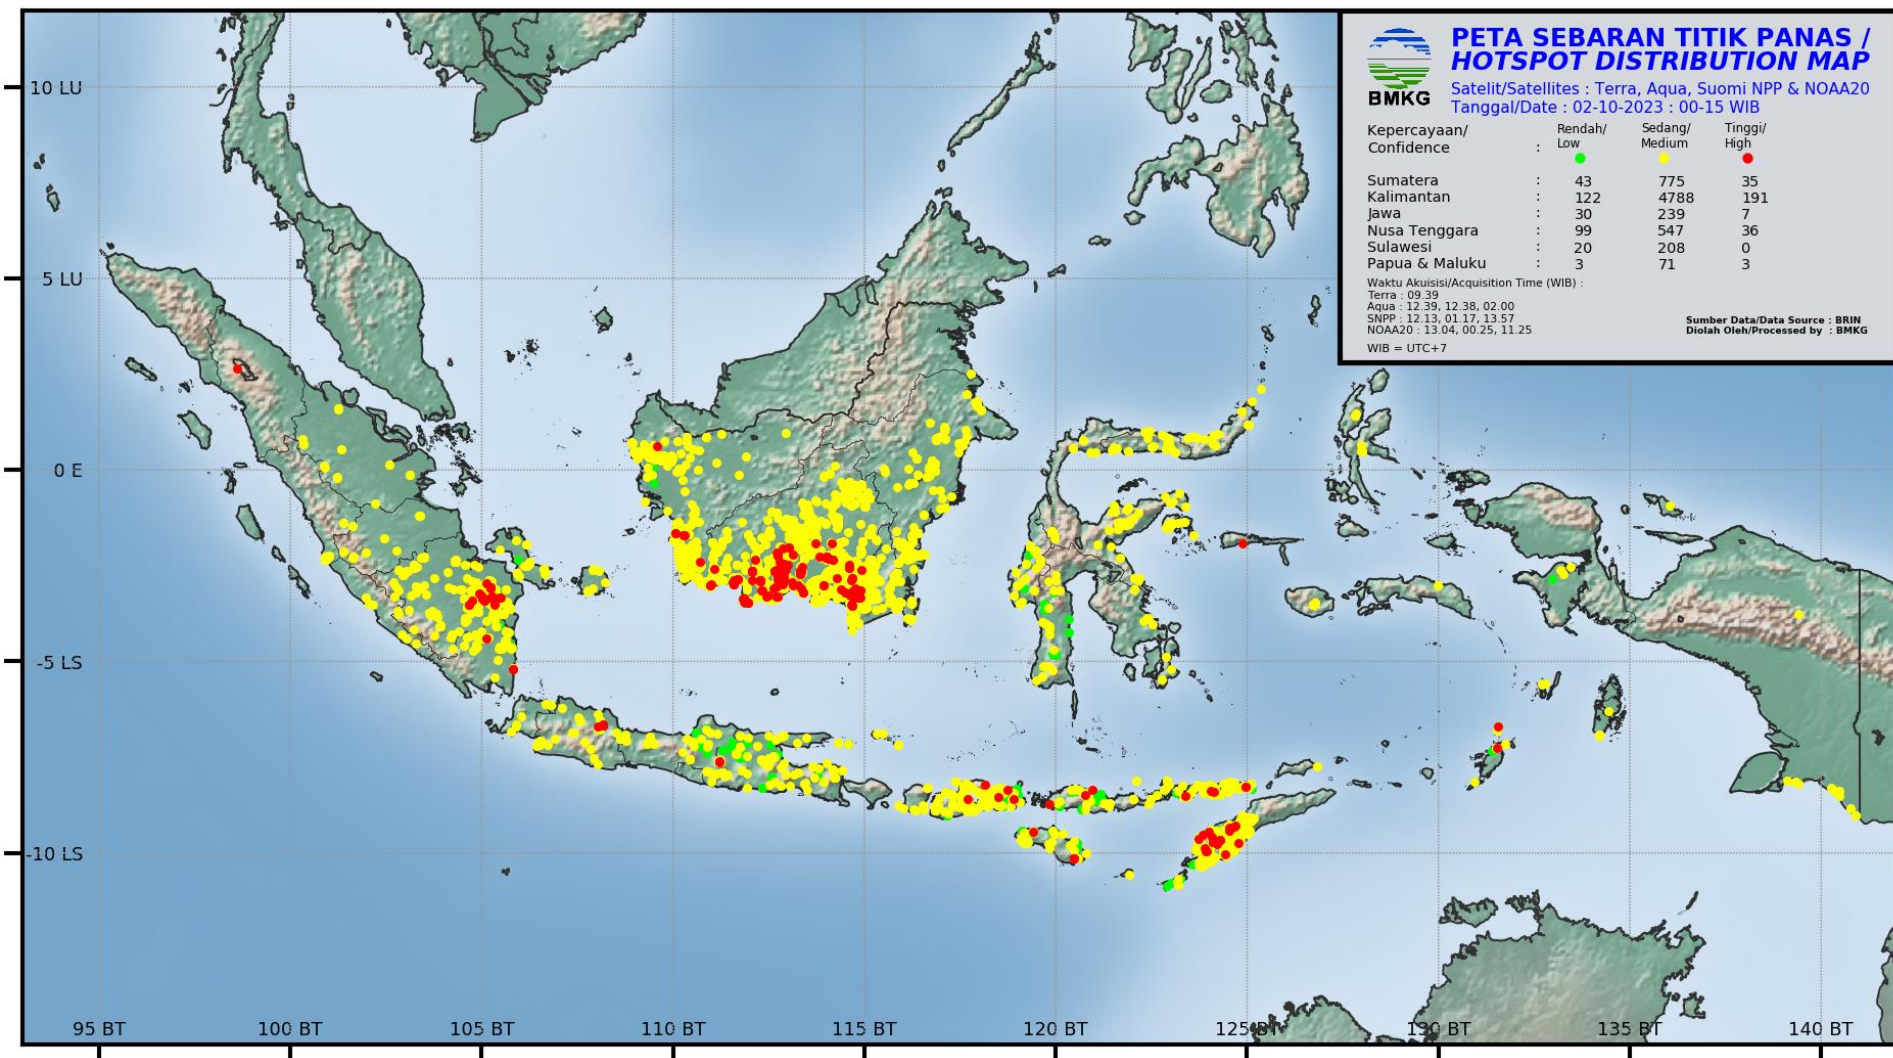 PETA SEBARAN TITIK PANAS /
HOTSPOT DISTRIBUTION MAP
BMKG
Satelit/Satellites : Terra, Aqua, Suomi NPP & NOAA20
Tanggal/Date : 02-10-2023 : 00-15 WIB
Kepercayaan/ Rendah/ Sedang/ Tinggi/
Confidence : Low Medium High
Sumatera : 43 775 35
Kalimantan : 122 4788 191
Jawa : 30 239 7
Nusa Tenggara : 99 547 36
Sulawesi : 20 208 0
Papua & Maluku : 3 71 3
Waktu Akuisisi/Acquisition Time (WIB) :
Terra : 09.39
Aqua : 12.39, 12.38, 02.00
SNPP : 12.13, 01.17, 13.57
NOAA20 : 13.04, 00.25, 11.25
WIB = UTC+7
Sumber Data/Data Source : BRIN
Diolah Oleh/Processed by : BMKG
10 LU
5 LU
0 E
-5 LS
-10 LS
95 BT 100 BT 105 BT 110 BT 115 BT 120 BT 125 BT 130 BT 135 BT 140 BT